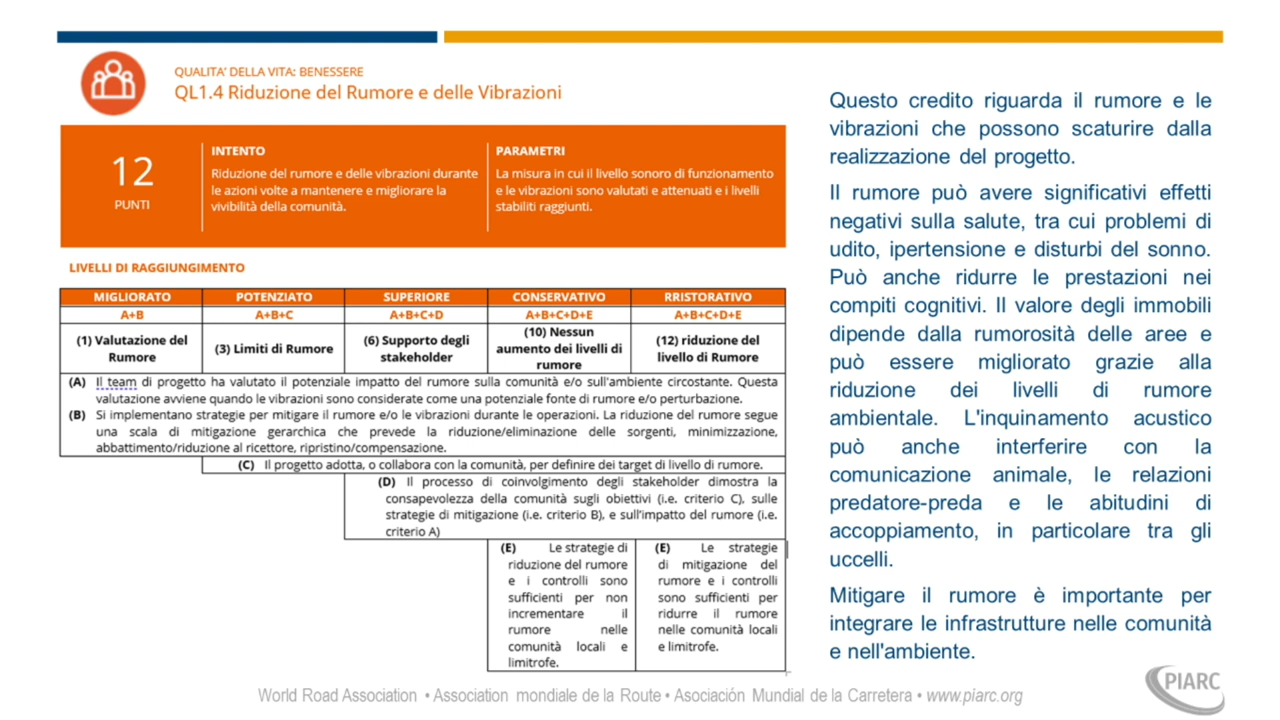 QUALITA' DELLA VITA: BENESSERE
QL1.4 Riduzione del Rumore e delle Vibrazioni
12
PUNTI
INTENTO
Riduzione del rumore e delle vibrazioni durante
le azioni volte a mantenere e migliorare la
vivibilità della comunità.
PARAMETRI
La misura in cui il livello sonoro di funzionamento
e le vibrazioni sono valutati e attenuati e i livelli
stabiliti raggiunti.
LIVELLI DI RAGGIUNGIMENTO
MIGLIORATO POTENZIATO SUPERIORE CONSERVATIVO RRISTORATIVO
A+B A+B+C A+B+C+D A+B+C+D+E A+B+C+D+E
(1) Valutazione del
Rumore
(3) Limiti di Rumore
(6) Supporto degli
stakeholder
(10) Nessun
aumento dei livelli di
rumore
(12) riduzione del
livello di Rumore
(A) Il team di progetto ha valutato il potenziale impatto del rumore sulla comunità e/o sull'ambiente circostante. Questa
valutazione avviene quando le vibrazioni sono considerate come una potenziale fonte di rumore e/o perturbazione.
(B) Si implementano strategie per mitigare il rumore e/o le vibrazioni durante le operazioni. La riduzione del rumore segue
una scala di mitigazione gerarchica che prevede la riduzione/eliminazione delle sorgenti, minimizzazione,
abbattimento/riduzione al ricettore, ripristino/compensazione.
(C) Il progetto adotta, o collabora con la comunità, per definire dei target di livello di rumore.
(D) Il processo di coinvolgimento degli stakeholder dimostra la
consapevolezza della comunità sugli obiettivi (i.e. criterio C), sulle
strategie di mitigazione (i.e. criterio B), e sull'impatto del rumore (i.e.
criterio A)
(E) Le strategie di
riduzione del rumore
e i controlli sono
sufficienti per non
incrementare il
rumore nelle
comunità locali e
limitrofe.
(E) Le strategie
di mitigazione del
rumore e i controlli
sono sufficienti per
ridurre il rumore
nelle comunità locali
e limitrofe.
Questo credito riguarda il rumore e le
vibrazioni che possono scaturire dalla
realizzazione del progetto.
Il rumore può avere significativi effetti
negativi sulla salute, tra cui problemi di
udito, ipertensione e disturbi del sonno.
Può anche ridurre le prestazioni nei
compiti cognitivi. Il valore degli immobili
dipende dalla rumorosità delle aree e
può essere migliorato grazie alla
riduzione dei livelli di rumore
ambientale. L'inquinamento acustico
può anche interferire con la
comunicazione animale, le relazioni
predatore-preda e le abitudini di
accoppiamento, in particolare tra gli
uccelli.
Mitigare il rumore è importante per
integrare le infrastrutture nelle comunità
e nell'ambiente.
World Road Association • Association mondiale de la Route • Asociación Mundial de la Carretera • www.piarc.org
PIARC